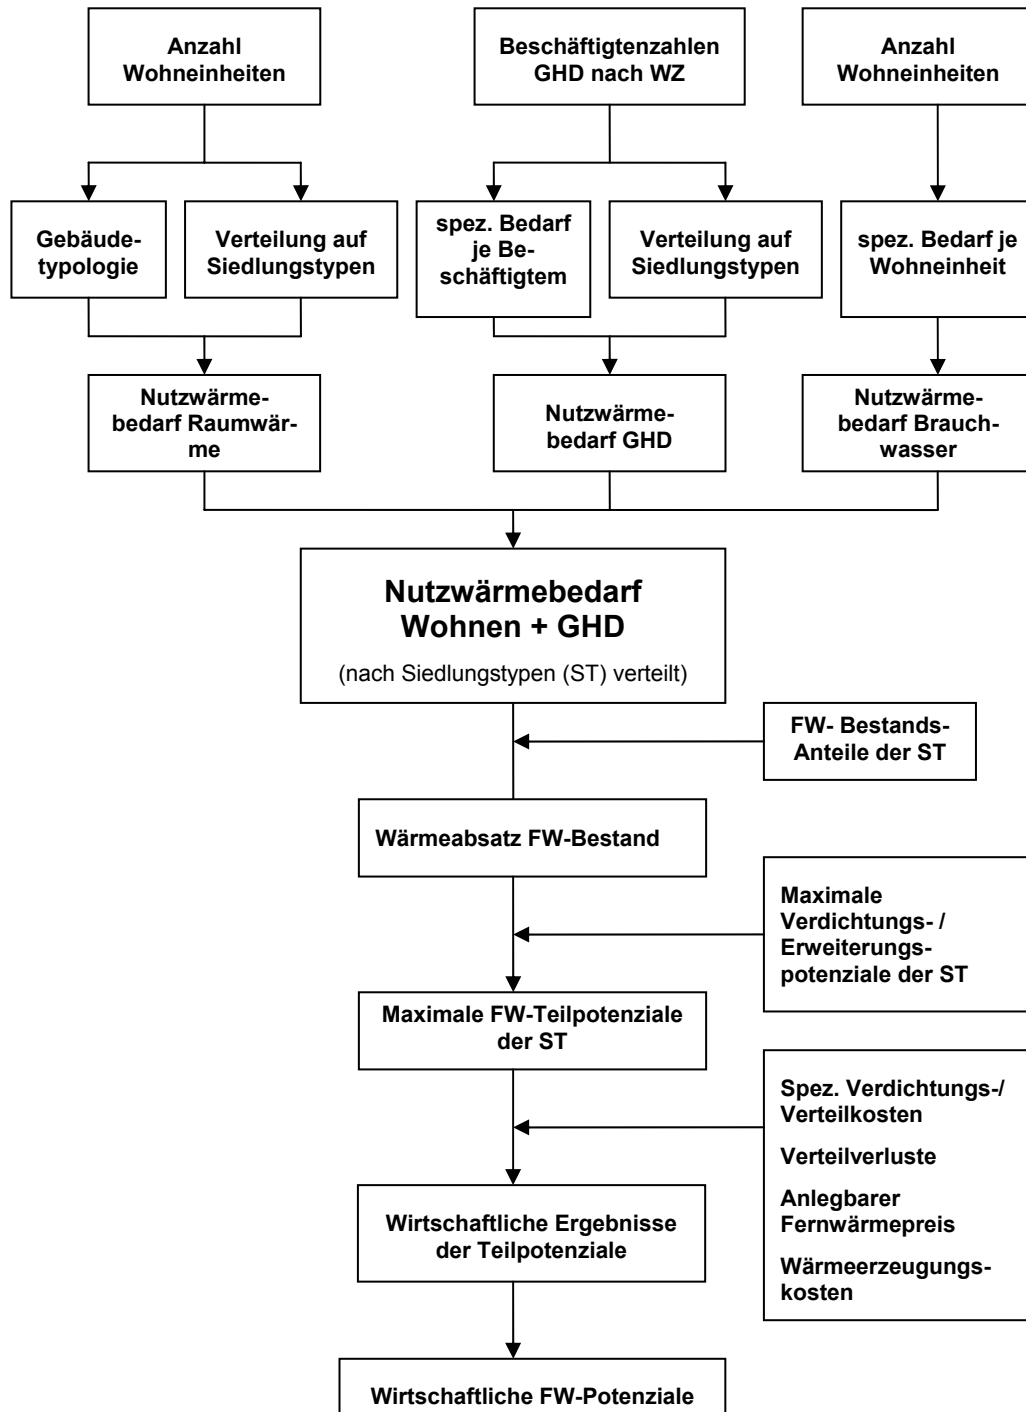 Anzahl
Wohneinheiten
Beschäftigtenzahlen
GHD nach WZ
Anzahl
Wohneinheiten
Gebäude-
typologie
Verteilung auf
Siedlungstypen
spez. Bedarf
je Be-
schäftigtem
Verteilung auf
Siedlungstypen
spez. Bedarf je
Wohneinheit
Nutzwärme-
bedarf Raumwär-
me
Nutzwärme-
bedarf GHD
Nutzwärme-
bedarf Brauch-
wasser
Nutzwärmebedarf
Wohnen + GHD
(nach Siedlungstypen (ST) verteilt)
FW- Bestands-
Anteile der ST
Wärmeabsatz FW-Bestand
Maximale
Verdichtungs- /
Erweiterungs-
potenziale der ST
Maximale FW-Teilpotenziale
der ST
Spez. Verdichtungs-/
Verteilkosten
Verteilverluste
Anlegbarer
Fernwärmepreis
Wärmeerzeugungs-
kosten
Wirtschaftliche Ergebnisse
der Teilpotenziale
Wirtschaftliche FW-Potenziale